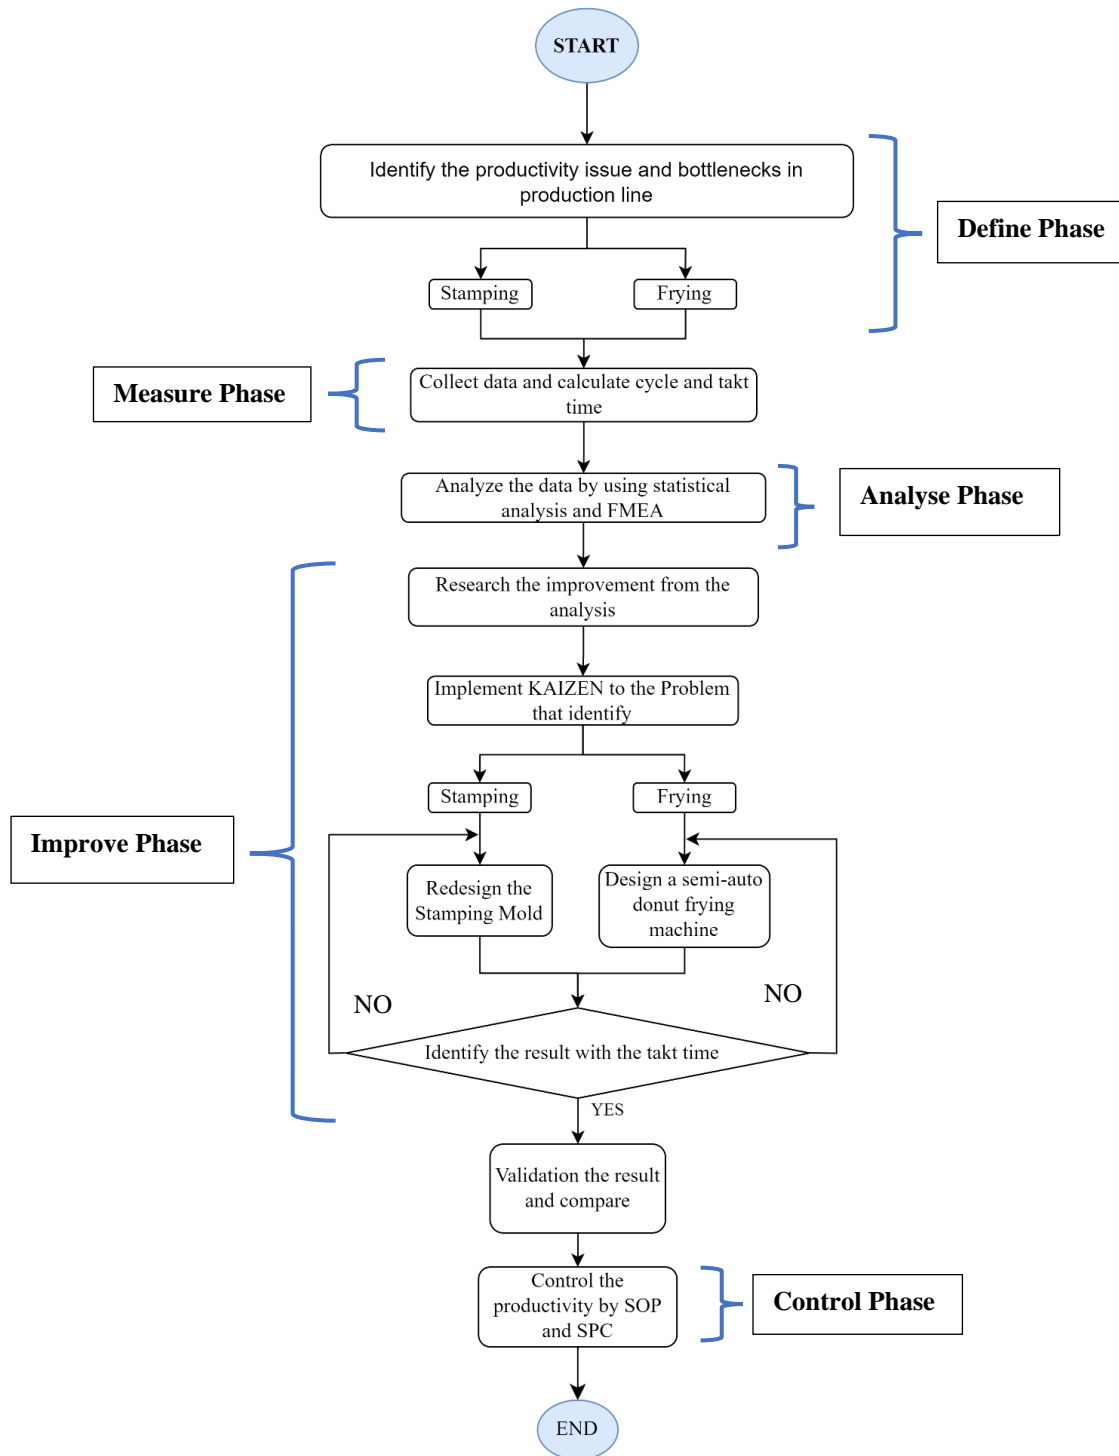 START
Identify the productivity issue and bottlenecks in
production line
Define Phase
Stamping
Frying
Measure Phase
Collect data and calculate cycle and takt
time
Analyze the data by using statistical
analysis and FMEA
Analyse Phase
Research the improvement from the
analysis
Implement KAIZEN to the Problem
that identify
Stamping
Frying
Improve Phase
Redesign the
Stamping Mold
Design a semi-auto
donut frying
machine
NO
NO
Identify the result with the takt time
YES
Validation the result
and compare
Control the
productivity by SOP
and SPC
Control Phase
END